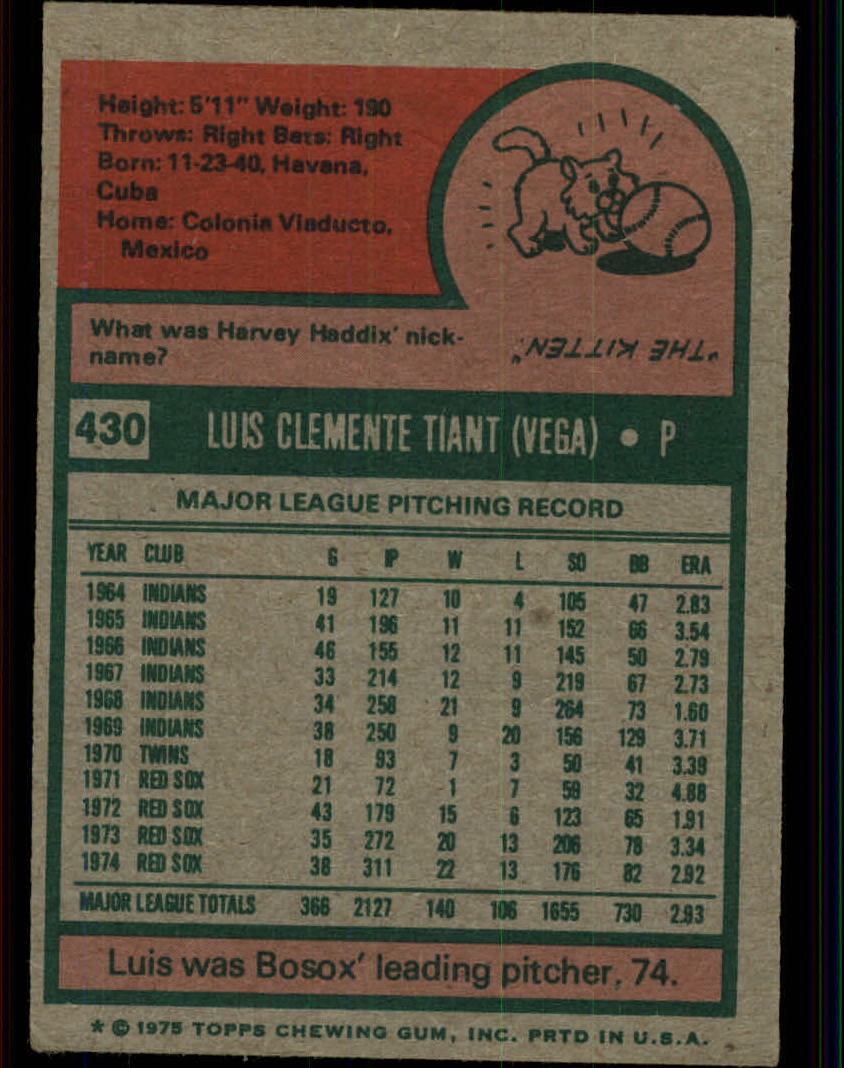 Height: 5'11" Weight: 190
Throws: Right Bats: Right
Born: 11-23-40, Havana,
Cuba
Home: Colonia Viaducto,
Mexico
What was Harvey Haddix' nick-
name?
"THE KITTEN"
430 LUIS CLEMENTE TIANT (VEGA) • P
MAJOR LEAGUE PITCHING RECORD
YEAR CLUB G IP W L SO BB ERA
1964 INDIANS 19 127 10 4 105 47 2.83
1965 INDIANS 41 196 11 11 152 66 3.54
1966 INDIANS 46 155 12 11 145 50 2.79
1967 INDIANS 33 214 12 9 219 67 2.73
1968 INDIANS 34 258 21 9 264 73 1.60
1969 INDIANS 38 250 9 20 156 129 3.71
1970 TWINS 18 93 7 3 50 41 3.39
1971 RED SOX 21 72 1 7 59 32 4.88
1972 RED SOX 43 179 15 6 123 65 1.91
1973 RED SOX 35 272 20 13 206 78 3.34
1974 RED SOX 38 311 22 13 176 82 2.92
MAJOR LEAGUE TOTALS 366 2127 140 106 1655 730 2.93
Luis was Bosox' leading pitcher, 74.
* © 1975 TOPPS CHEWING GUM, INC. PRTD IN U.S.A.